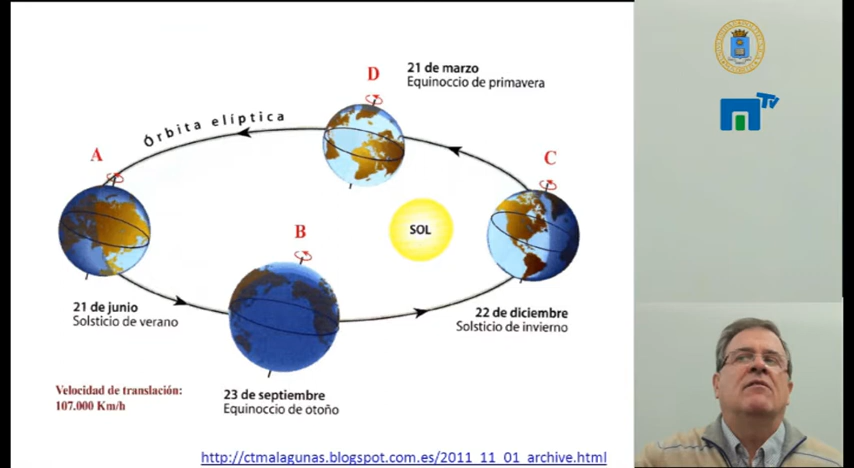 D
21 de marzo
Equinoccio de primavera
Órbita elíptica
A
C
B
SOL
21 de junio
Solsticio de verano
22 de diciembre
Solsticio de invierno
23 de septiembre
Equinoccio de otoño
Velocidad de translación:
107.000 Km/h
http://ctmalagunas.blogspot.com.es/2011_11_01_archive.html
TV